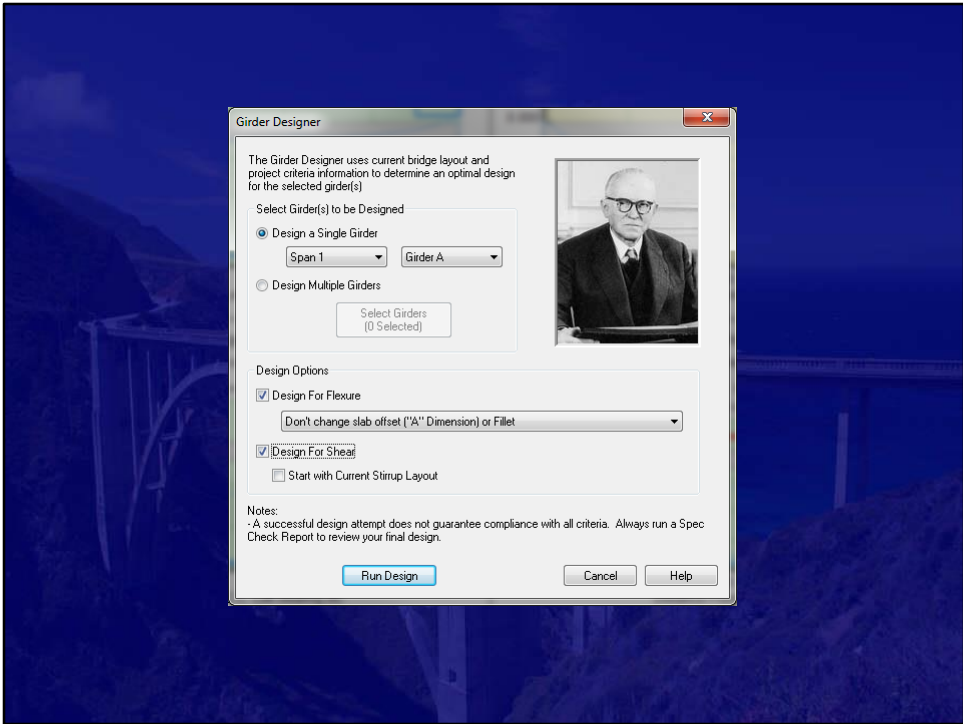 Girder Designer
The Girder Designer uses current bridge layout and
project criteria information to determine an optimal design
for the selected girder(s)
Select Girder(s) to be Designed
Design a Single Girder
Span 1
Girder A
Design Multiple Girders
Select Girders
(0 Selected)
Design Options
Design For Flexure
Don't change slab offset ("A" Dimension) or Fillet
Design For Shear
Start with Current Stirrup Layout
Notes:
- A successful design attempt does not guarantee compliance with all criteria.  Always run a Spec
Check Report to review your final design.
Run Design
Cancel
Help